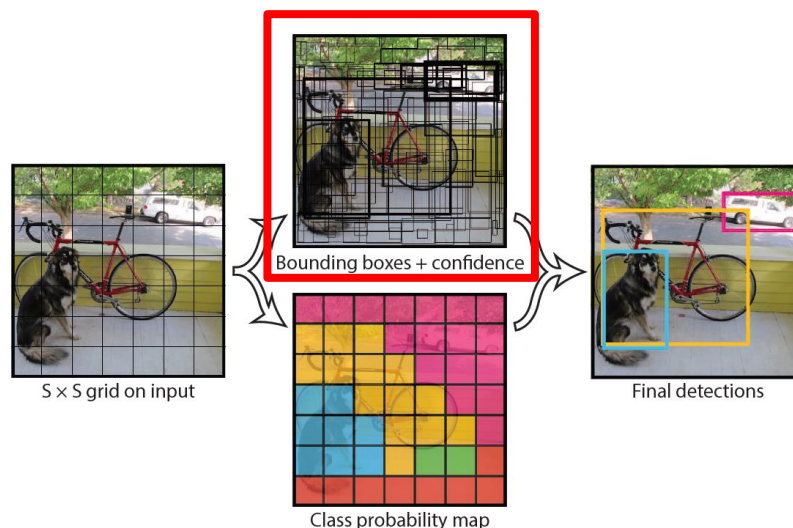 Bounding boxes + confidence
S × S grid on input
Final detections
Class probability map